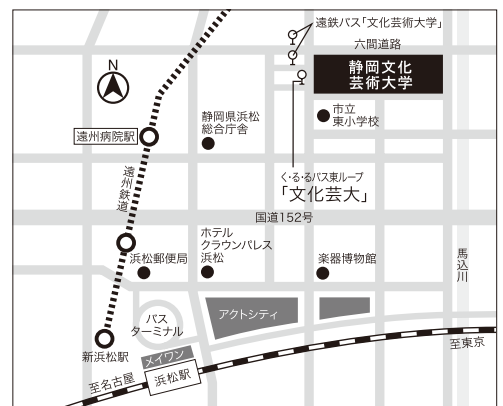 遠鉄バス「文化芸術大学」
六間道路
静岡文化
芸術大学
N
静岡県浜松
総合庁舎
市立
東小学校
遠州病院駅
遠州鉄道
く・る・るバス東ループ
「文化芸大」
国道152号
浜松郵便局
ホテル
クラウンパレス
浜松
楽器博物館
馬込川
バス
ターミナル
アクトシティ
新浜松駅
メイワン
浜松駅
至名古屋
至東京